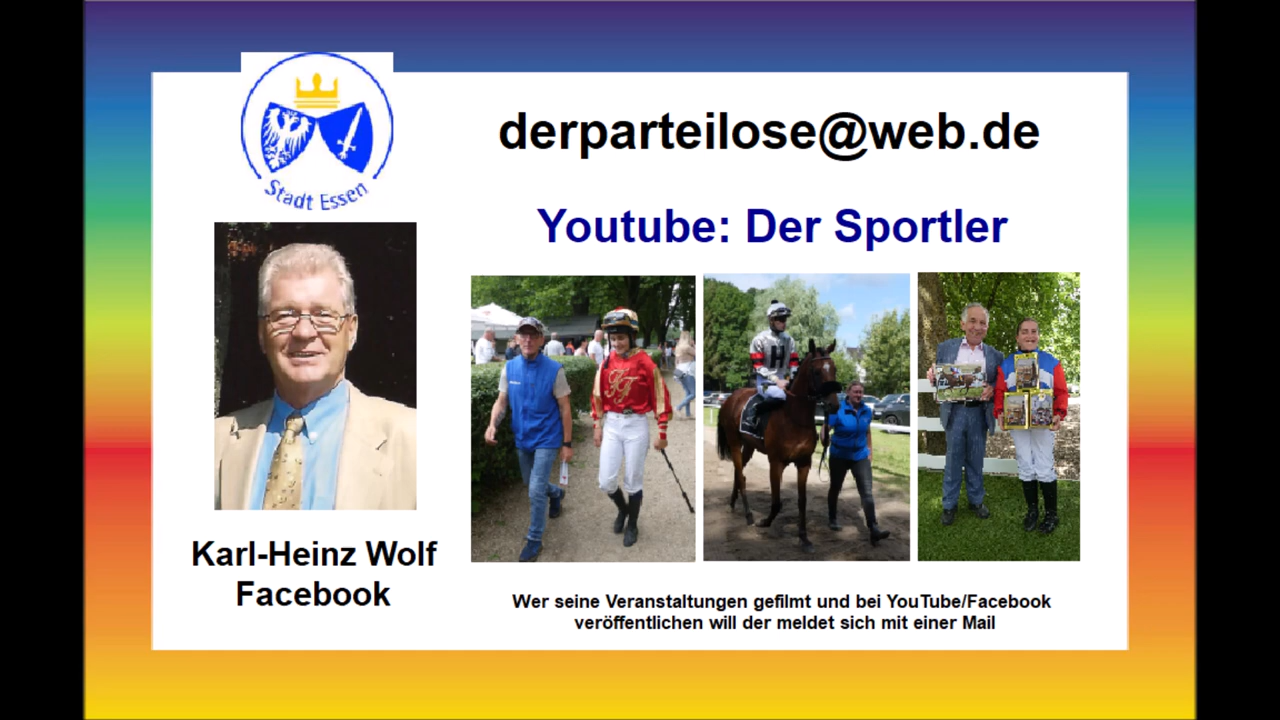 Stadt Essen
derparteilose@web.de
Youtube: Der Sportler
H
Karl-Heinz Wolf
Facebook
Wer seine Veranstaltungen gefilmt und bei YouTube/Facebook
veröffentlichen will der meldet sich mit einer Mail